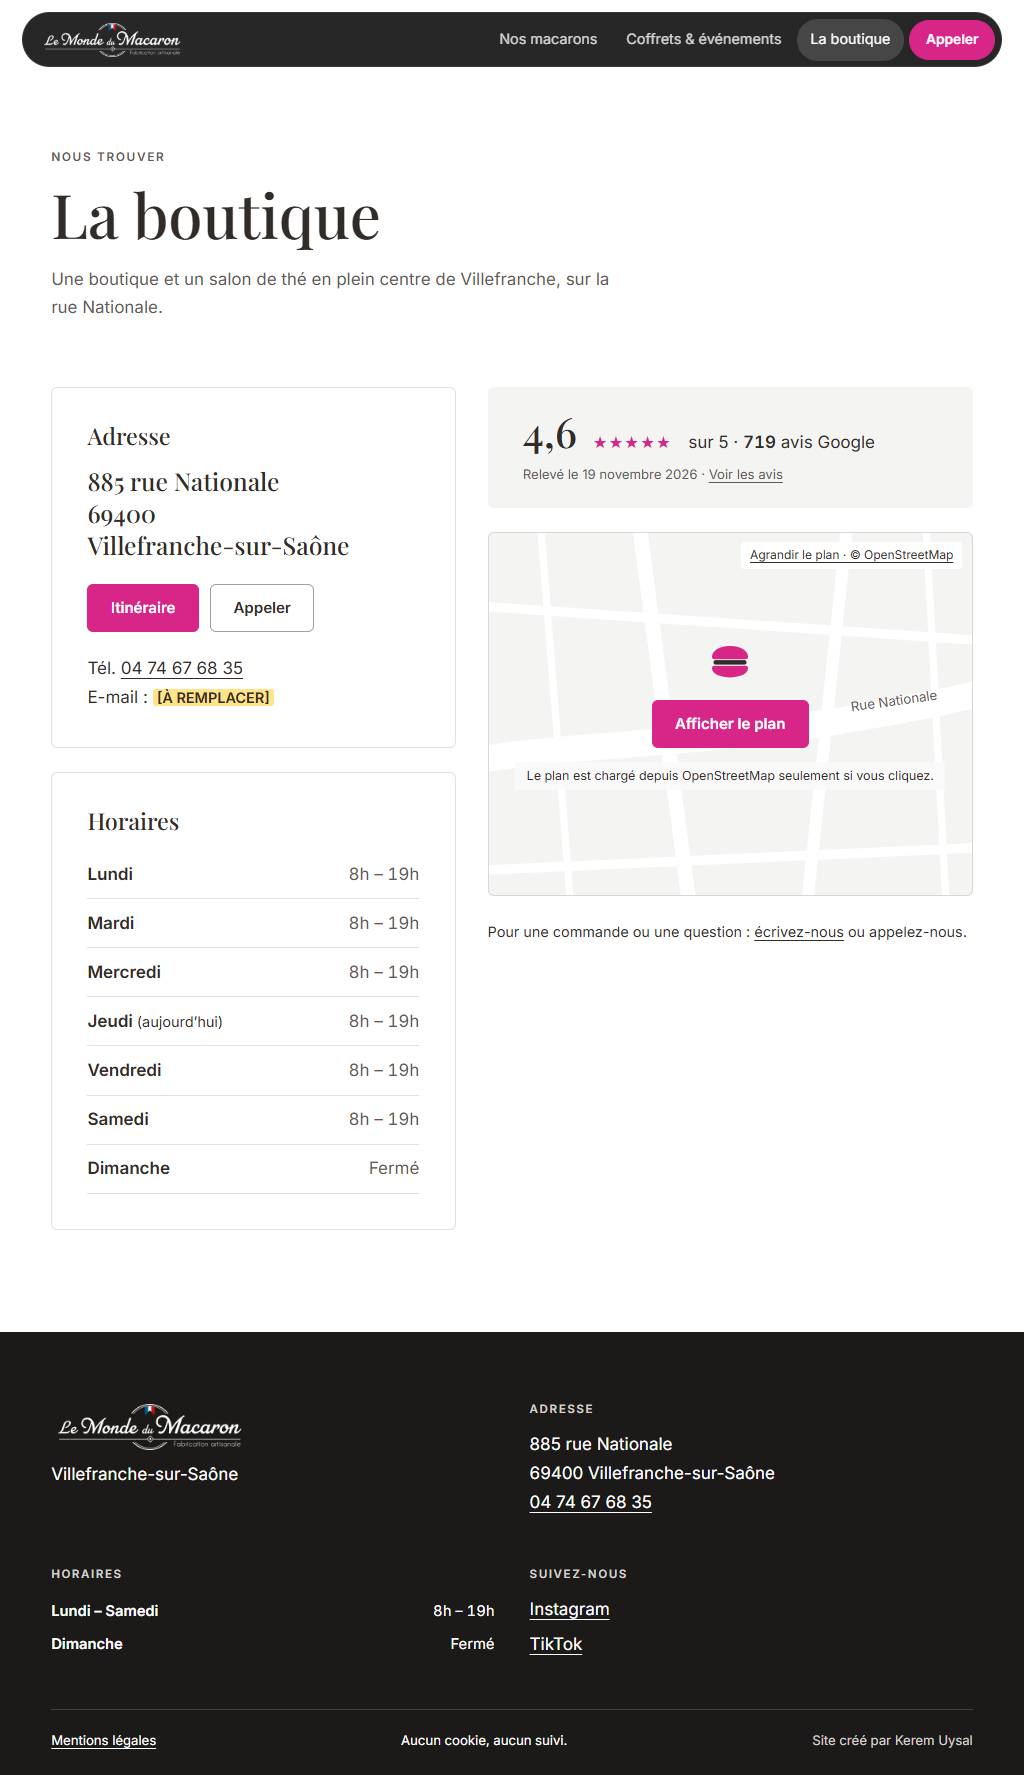 Le Monde du Macaron
Fabrication artisanale
Nos macarons
Coffrets & événements
La boutique
Appeler
NOUS TROUVER
La boutique
Une boutique et un salon de thé en plein centre de Villefranche, sur la
rue Nationale.
Adresse
885 rue Nationale
69400
Villefranche-sur-Saône
Itinéraire
Appeler
Tél. 04 74 67 68 35
E-mail : [À REMPLACER]
Horaires
Lundi 8h – 19h
Mardi 8h – 19h
Mercredi 8h – 19h
Jeudi (aujourd’hui) 8h – 19h
Vendredi 8h – 19h
Samedi 8h – 19h
Dimanche Fermé
4,6 ★★★★★ sur 5 · 719 avis Google
Relevé le 19 novembre 2026 · Voir les avis
Agrandir le plan · © OpenStreetMap
Rue Nationale
Afficher le plan
Le plan est chargé depuis OpenStreetMap seulement si vous cliquez.
Pour une commande ou une question : écrivez-nous ou appelez-nous.
Le Monde du Macaron
Fabrication artisanale
Villefranche-sur-Saône
ADRESSE
885 rue Nationale
69400 Villefranche-sur-Saône
04 74 67 68 35
HORAIRES
Lundi – Samedi 8h – 19h
Dimanche Fermé
SUIVEZ-NOUS
Instagram
TikTok
Mentions légales
Aucun cookie, aucun suivi.
Site créé par Kerem Uysal